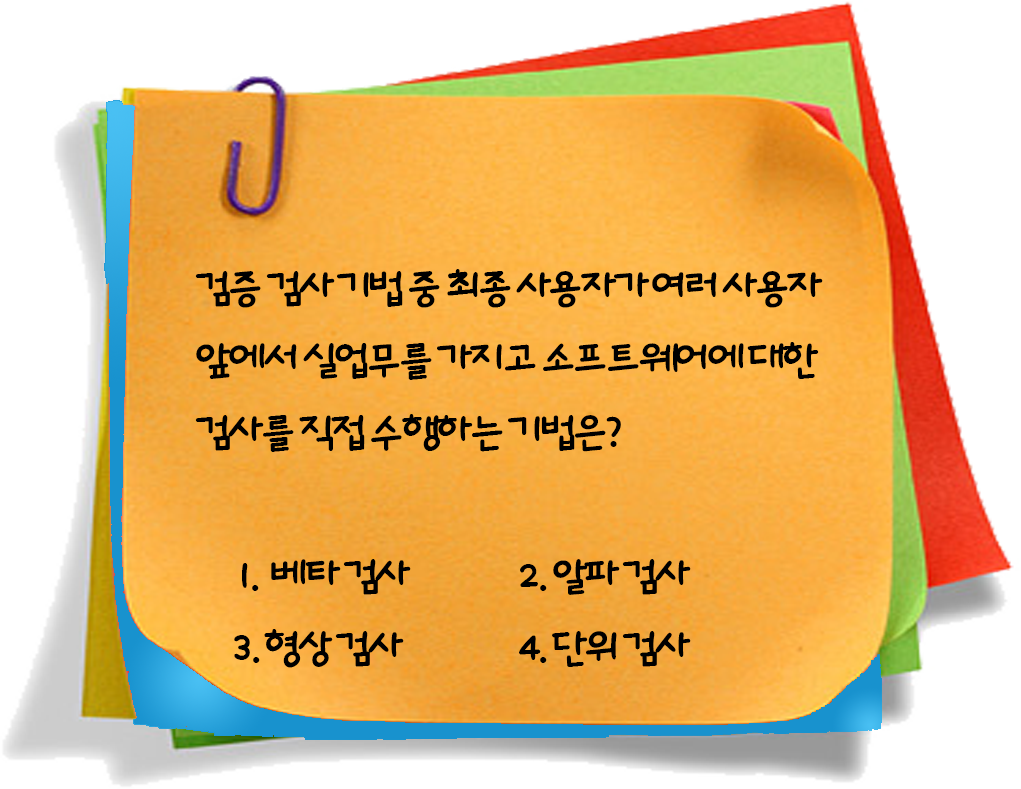 검증 검사 기법 중 최종 사용자가 여러 사용자
앞에서 실업무를 가지고 소프트웨어에 대한
검사를 직접 수행하는 기법은?
1. 베타 검사 2. 알파 검사
3. 형상 검사 4. 단위 검사